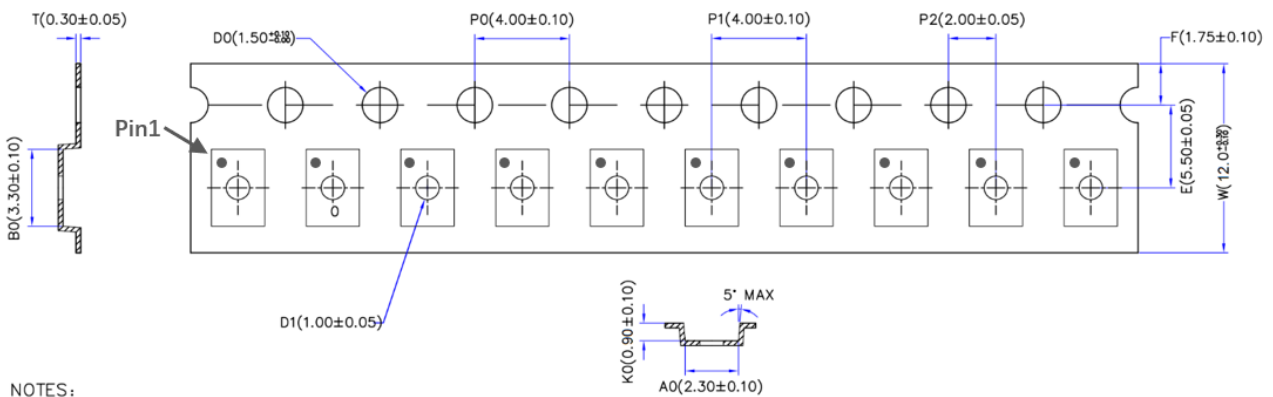 T(0.30±0.05)
P0(4.00±0.10)
P1(4.00±0.10)
P2(2.00±0.05)
D0(1.50
F(1.75±0.10)
Pin1
B0(3.30±0.10)
E(5.50±0.05)
W(12.0
0
D1(1.00±0.05)
5° MAX
K0(0.90±0.10)
A0(2.30±0.10)
NOTES: